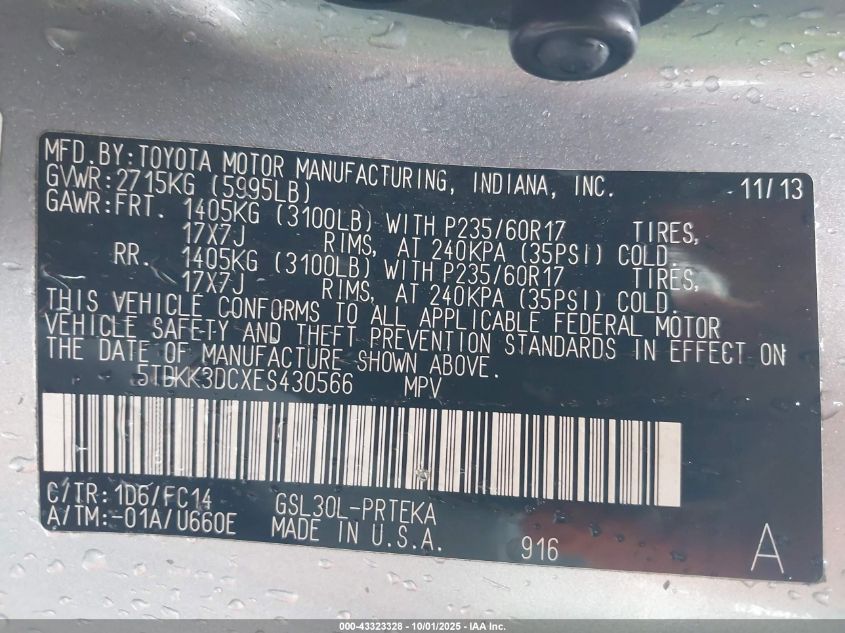 MFD.BY:TOYOTA MOTOR MANUFACTURING, INDIANA, INC. 11/13
GVWR:2715KG (5995LB)
GAWR:FRT. 1405KG (3100LB) WITH P235/60R17 TIRES,
17X7J RIMS, AT 240KPA (35PSI) COLD.
RR. 1405KG (3100LB) WITH P235/60R17 TIRES,
17X7J RIMS, AT 240KPA (35PSI) COLD.
THIS VEHICLE CONFORMS TO ALL APPLICABLE FEDERAL MOTOR
VEHICLE SAFETY AND THEFT PREVENTION STANDARDS IN EFFECT ON
THE DATE OF MANUFACTURE SHOWN ABOVE.
5TDKK3DCXES430566 MPV
C/TR:1D6/FC14 GSL30L-PRTEKA
A/TM:-01A/U660E MADE IN U.S.A. 916 A
000-43323328 - 10/01/2025 - IAA Inc.